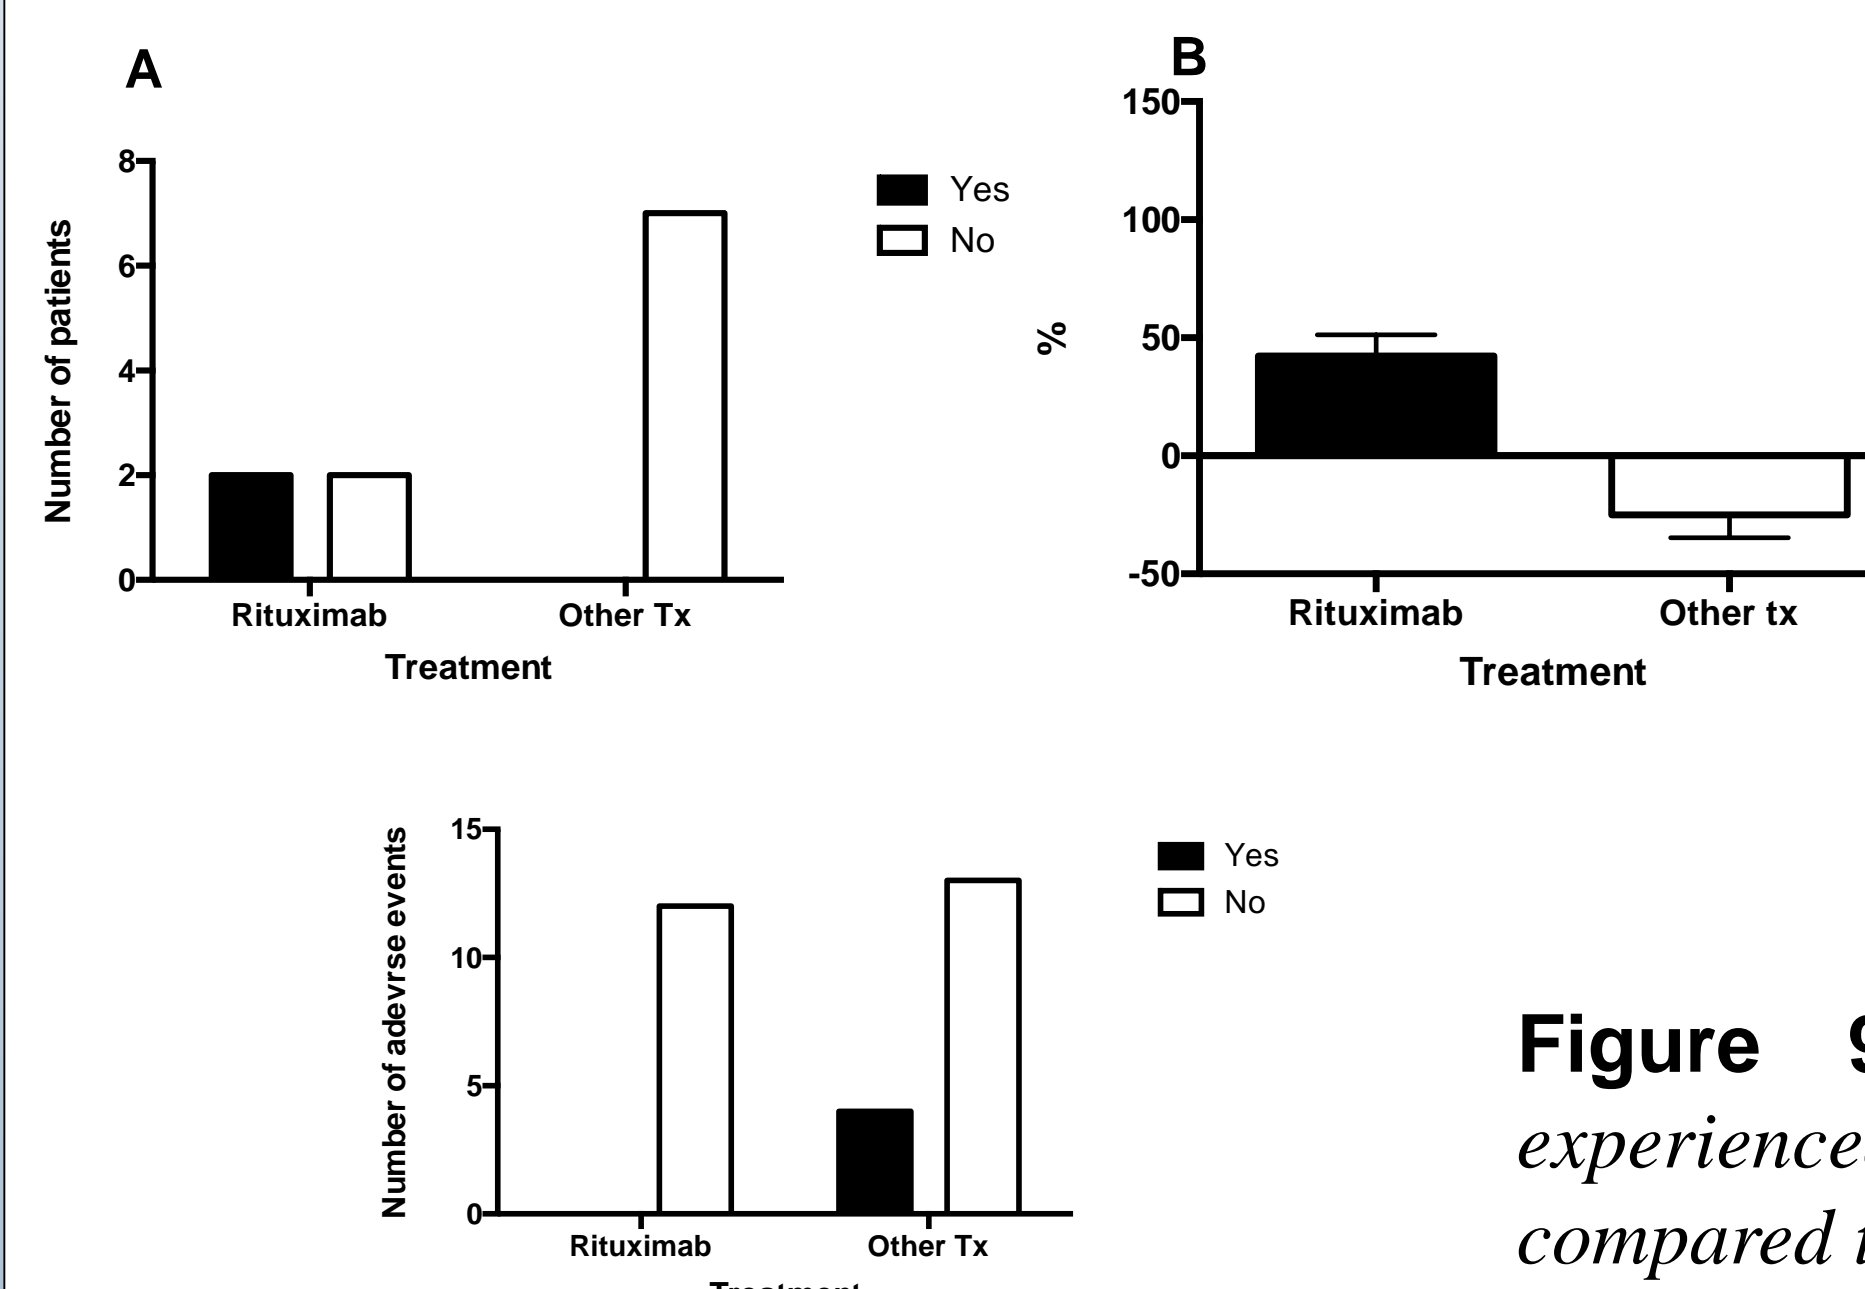 A
8
6
4
2
0
Number of patients
Rituximab
Other Tx
Treatment
Yes
No
B
150
100
50
0
-50
%
Rituximab
Other tx
Treatment
15
10
5
0
Number of adevrse events
Rituximab
Other Tx
Treatment
Yes
No
Figure 9
experience
compared